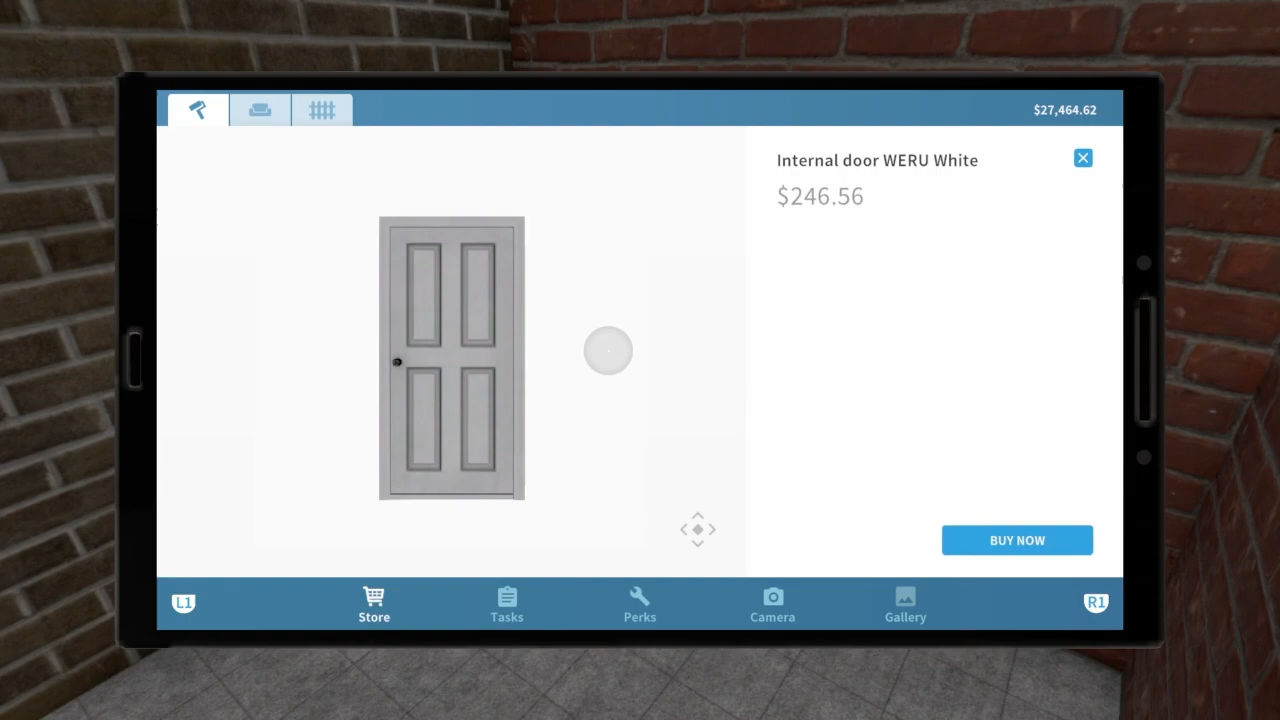 $27,464.62
Internal door WERU White
$246.56
BUY NOW
L1
Store
Tasks
Perks
Camera
Gallery
R1